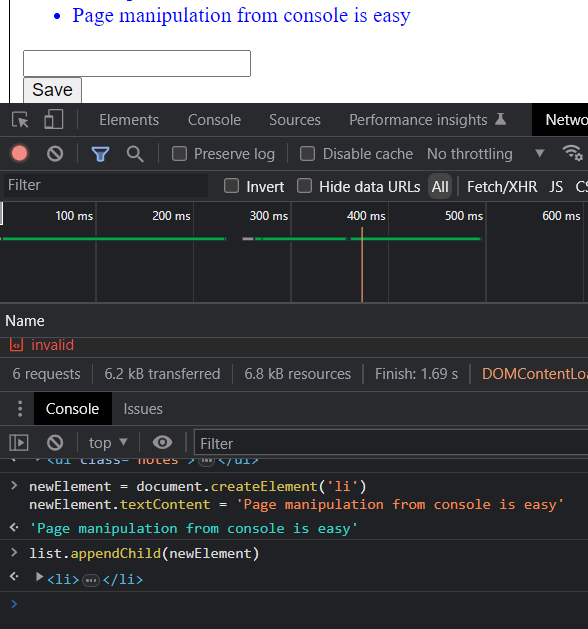 Page manipulation from console is easy
Save
Elements Console Sources Performance insights Netwo
Preserve log Disable cache No throttling
Filter Invert Hide data URLs All Fetch/XHR JS CS
100 ms 200 ms 300 ms 400 ms 500 ms 600 ms
Name
invalid
6 requests 6.2 kB transferred 6.8 kB resources Finish: 1.69 s DOMContentLoa
Console Issues
top Filter
<ul class="notes">…</ul>
newElement = document.createElement('li')
newElement.textContent = 'Page manipulation from console is easy'
'Page manipulation from console is easy'
list.appendChild(newElement)
<li>…</li>